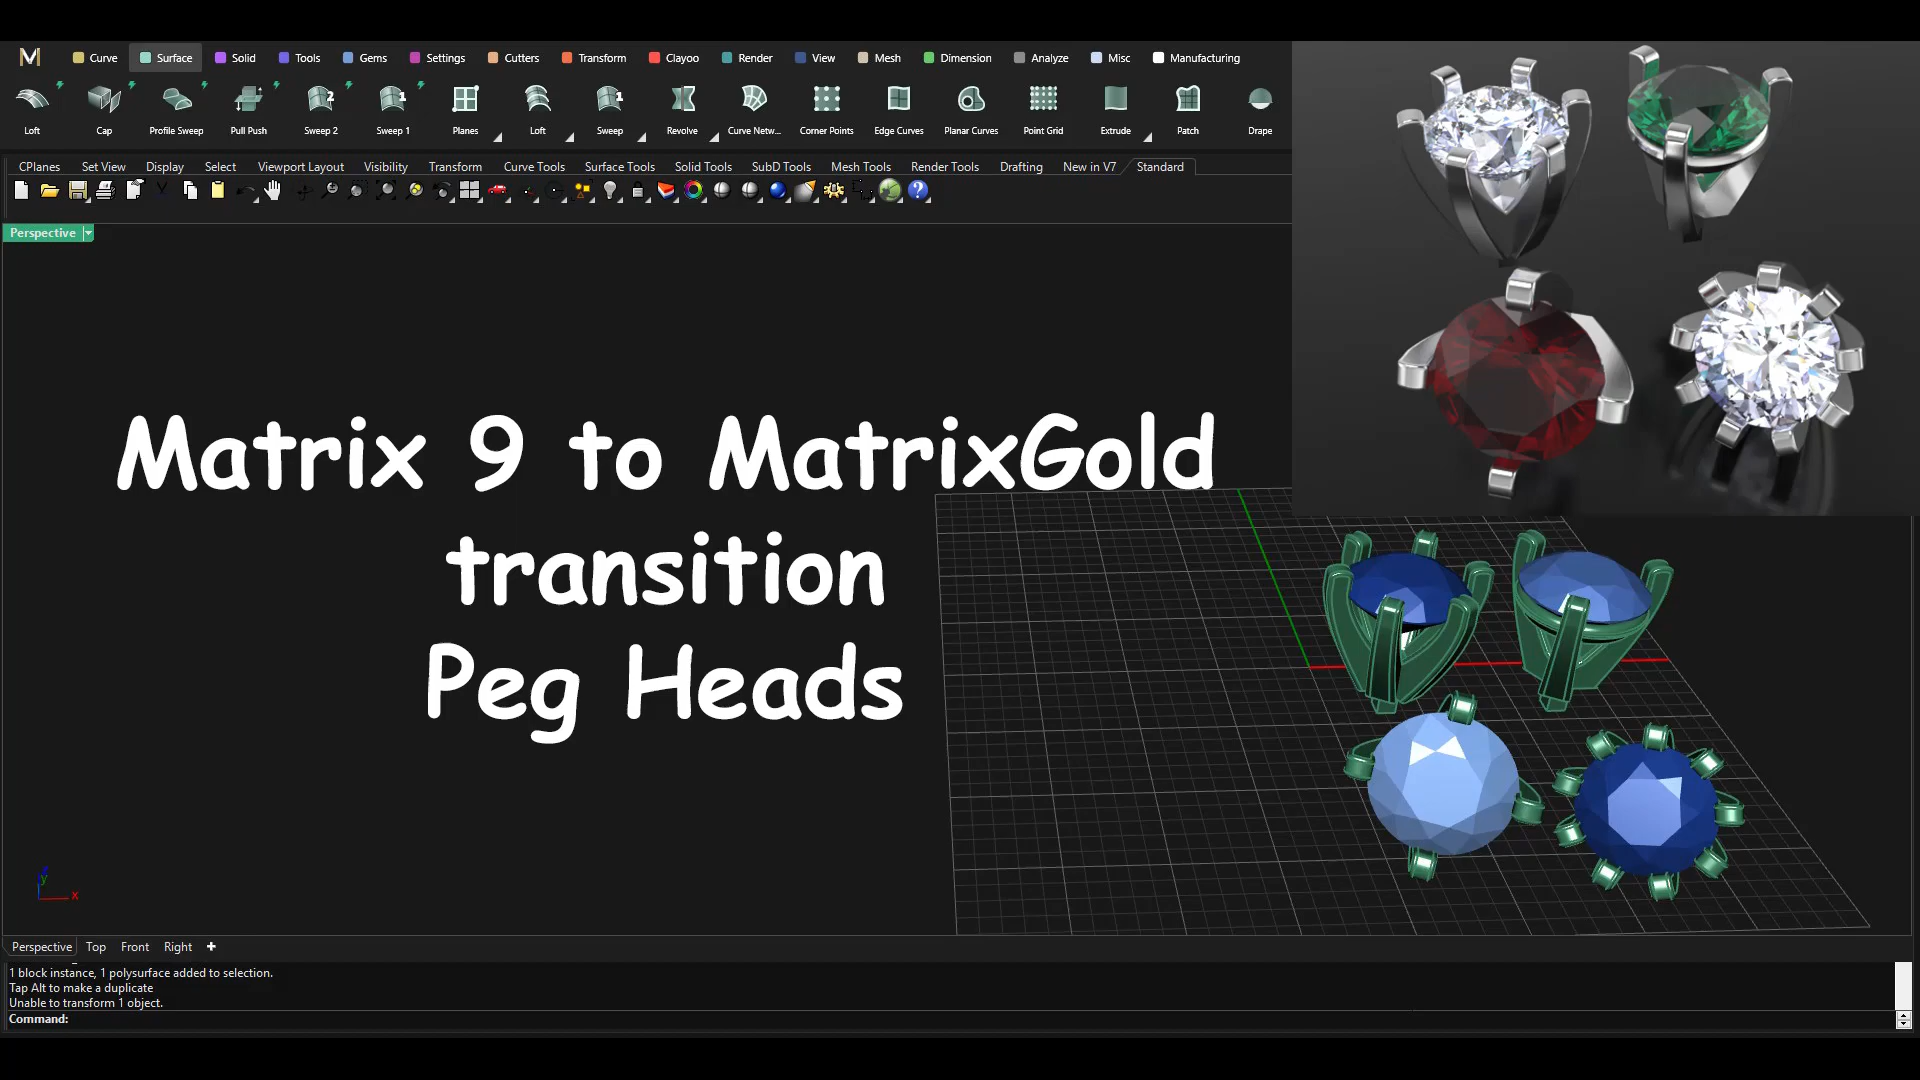 M Curve Surface Solid Tools Gems Settings Cutters Transform Clayoo Render View Mesh Dimension Analyze Misc Manufacturing
Loft Cap Profile Sweep Pull Push Sweep 2 Sweep 1 Planes Loft Sweep Revolve Curve Netw... Corner Points Edge Curves Planar Curves Point Grid Extrude Patch Drape
CPlanes Set View Display Select Viewport Layout Visibility Transform Curve Tools Surface Tools Solid Tools SubD Tools Mesh Tools Render Tools Drafting New in V7 Standard
Perspective
Matrix 9 to MatrixGold
transition
Peg Heads
y
x
Perspective Top Front Right
1 block instance, 1 polysurface added to selection.
Tap Alt to make a duplicate
Unable to transform 1 object.
Command: